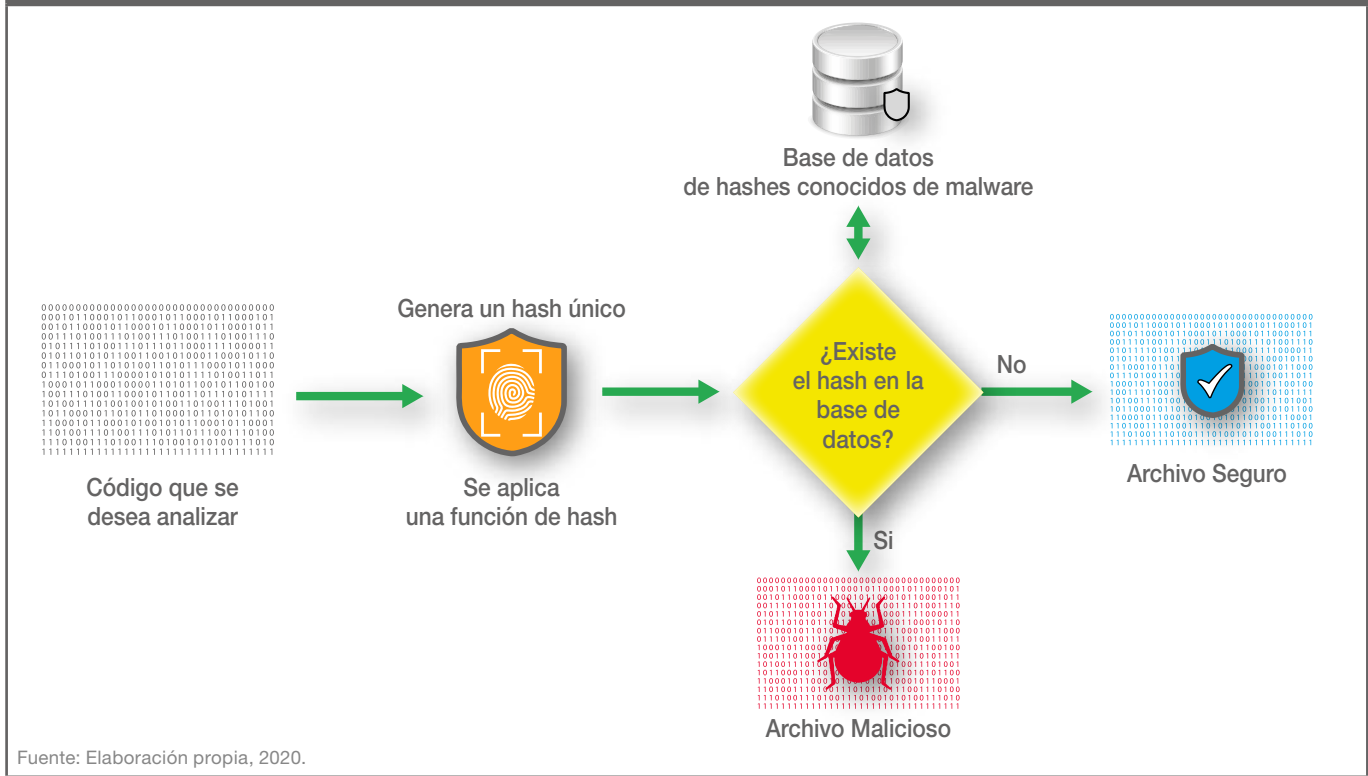 Base de datos
de hashes conocidos de malware
Genera un hash único
¿Existe
el hash en la
base de
datos?
No
Código que se
desea analizar
Se aplica
una función de hash
Archivo Seguro
Si
Archivo Malicioso
Fuente: Elaboración propia, 2020.